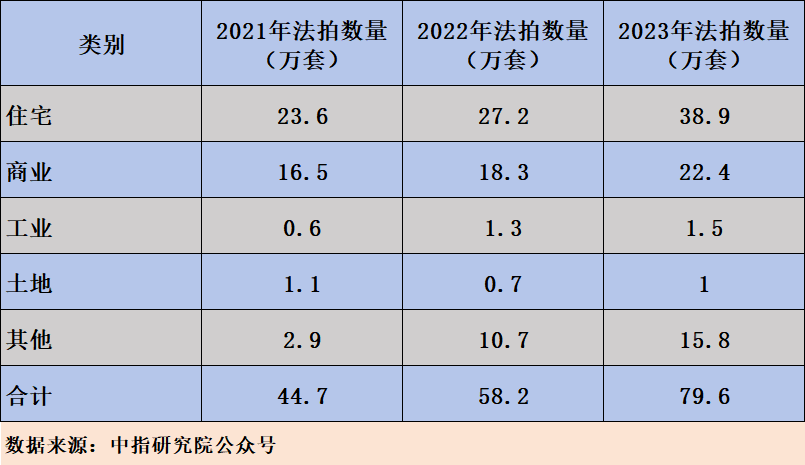 类别 2021年法拍数量（万套） 2022年法拍数量（万套） 2023年法拍数量（万套）
住宅 23.6 27.2 38.9
商业 16.5 18.3 22.4
工业 0.6 1.3 1.5
土地 1.1 0.7 1
其他 2.9 10.7 15.8
合计 44.7 58.2 79.6
数据来源：中指研究院公众号